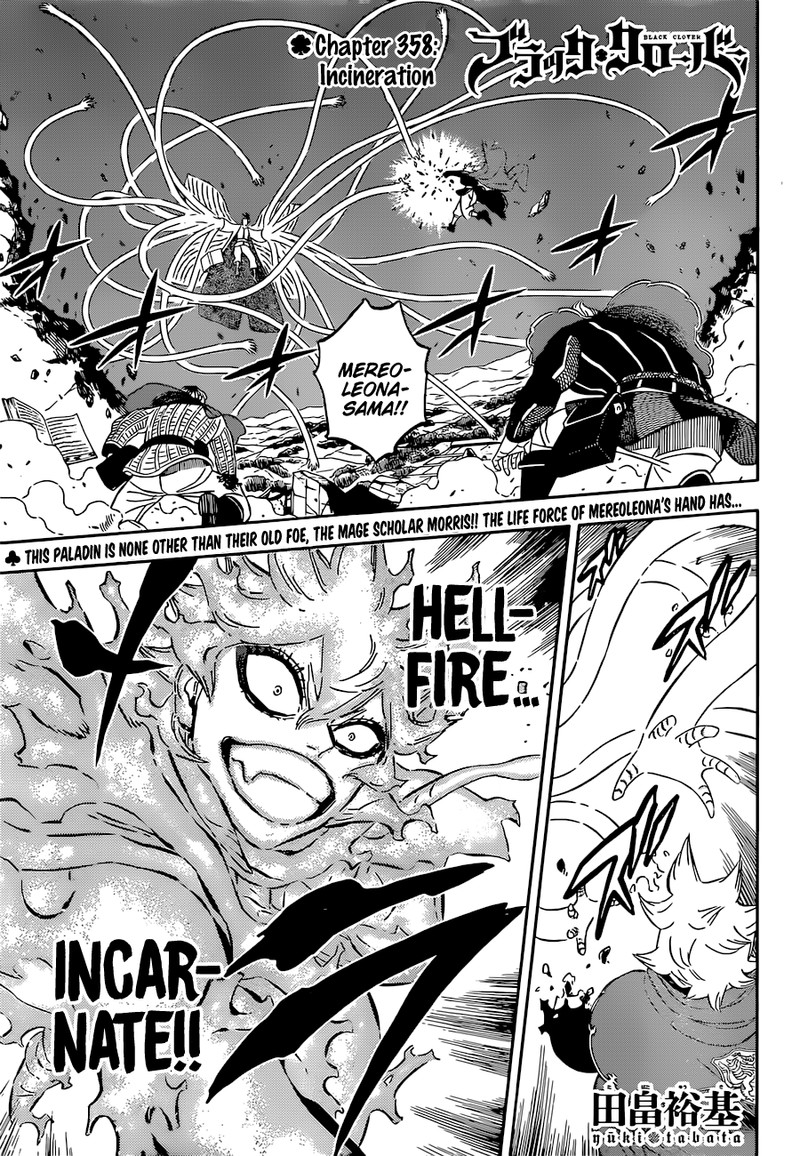 Chapter 358:
Incineration
BLACK CLOVER
ブラック・クローバー
MEREO-
LEONA-
SAMA!!
THIS PALADIN IS NONE OTHER THAN THEIR OLD FOE, THE MAGE SCHOLAR MORRIS!! THE LIFE FORCE OF MEREOLEONA'S HAND HAS...
HELL-
FIRE...
INCAR-
NATE!!
田畠裕基
yūki tabata